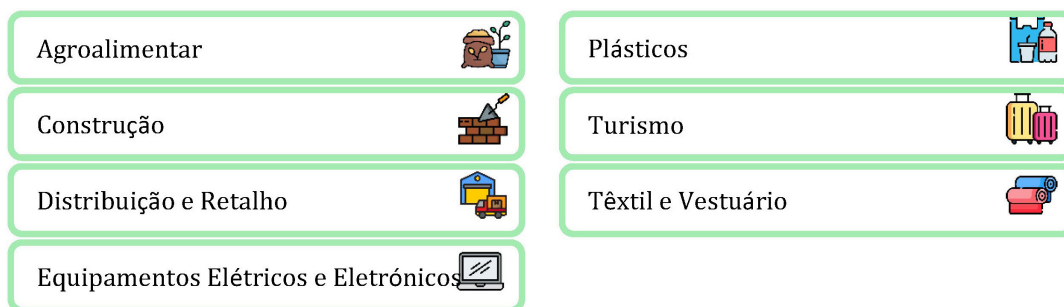 Agroalimentar
Construção
Distribuição e Retalho
Equipamentos Elétricos e Eletrónicos
Plásticos
Turismo
Têxtil e Vestuário